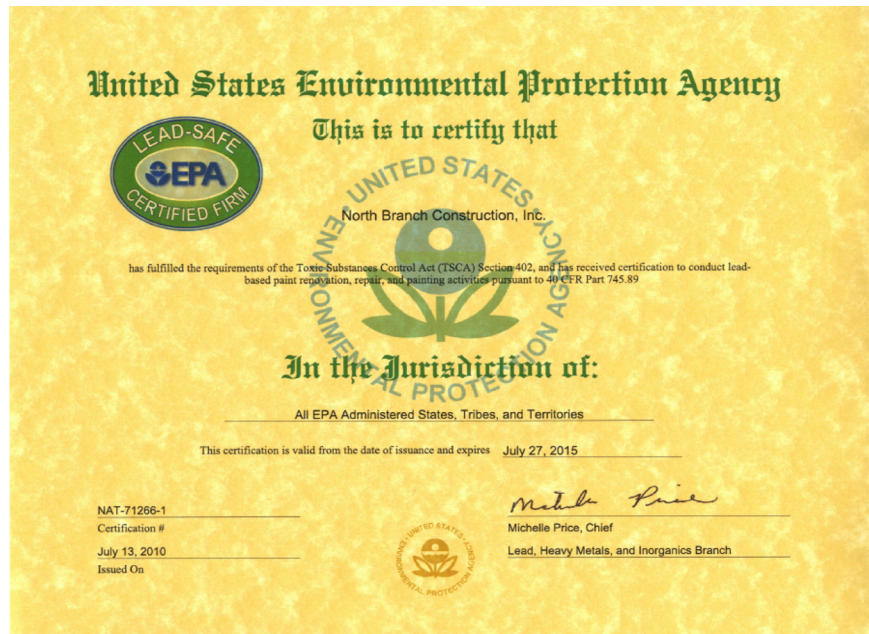 United States Environmental Protection Agency
This is to certify that
LEAD-SAFE
EPA
CERTIFIED FIRM
UNITED STATES
ENVIRONMENTAL PROTECTION AGENCY
North Branch Construction, Inc.
has fulfilled the requirements of the Toxic Substances Control Act (TSCA) Section 402, and has received certification to conduct lead-
based paint renovation, repair, and painting activities pursuant to 40 CFR Part 745.89
In the Jurisdiction of:
All EPA Administered States, Tribes, and Territories
This certification is valid from the date of issuance and expires July 27, 2015
NAT-71266-1
Certification #
July 13, 2010
Issued On
UNITED STATES
ENVIRONMENTAL PROTECTION AGENCY
Michelle Price, Chief
Lead, Heavy Metals, and Inorganics Branch